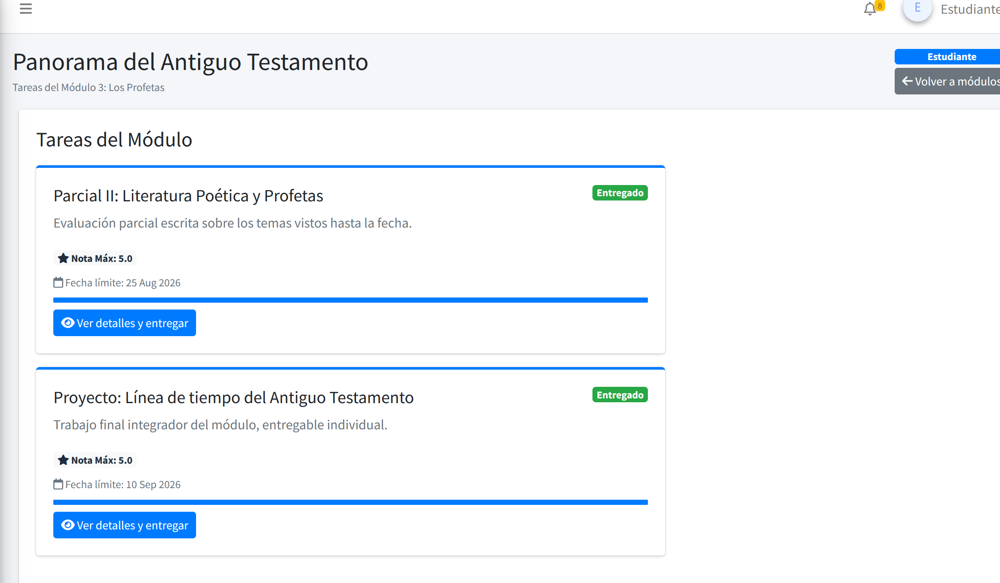 8
E
Estudiante
Panorama del Antiguo Testamento
Tareas del Módulo 3: Los Profetas
Estudiante
Volver a módulos
Tareas del Módulo
Parcial II: Literatura Poética y Profetas
Entregado
Evaluación parcial escrita sobre los temas vistos hasta la fecha.
Nota Máx: 5.0
Fecha límite: 25 Aug 2026
Ver detalles y entregar
Proyecto: Línea de tiempo del Antiguo Testamento
Entregado
Trabajo final integrador del módulo, entregable individual.
Nota Máx: 5.0
Fecha límite: 10 Sep 2026
Ver detalles y entregar